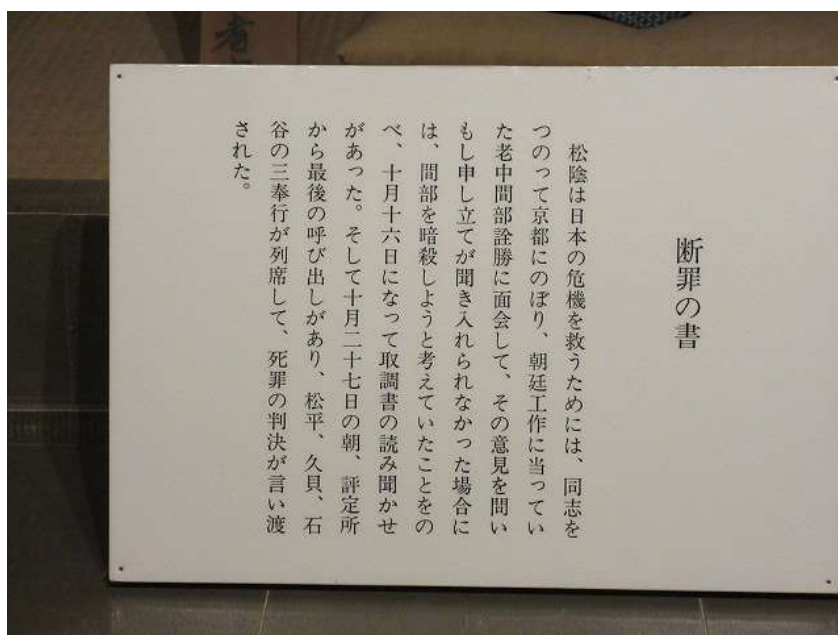 断罪の書
松陰は日本の危機を救うためには、同志を
つのって京都にのぼり、朝廷工作に当ってい
た老中間部詮勝に面会して、その意見を問い
もし申し立てが聞き入れられなかった場合に
は、間部を暗殺しようと考えていたことをの
べ、十月十六日になって取調書の読み聞かせ
があった。そして十月二十七日の朝、評定所
から最後の呼び出しがあり、松平、久貝、石
谷の三奉行が列席して、死罪の判決が言い渡
された。